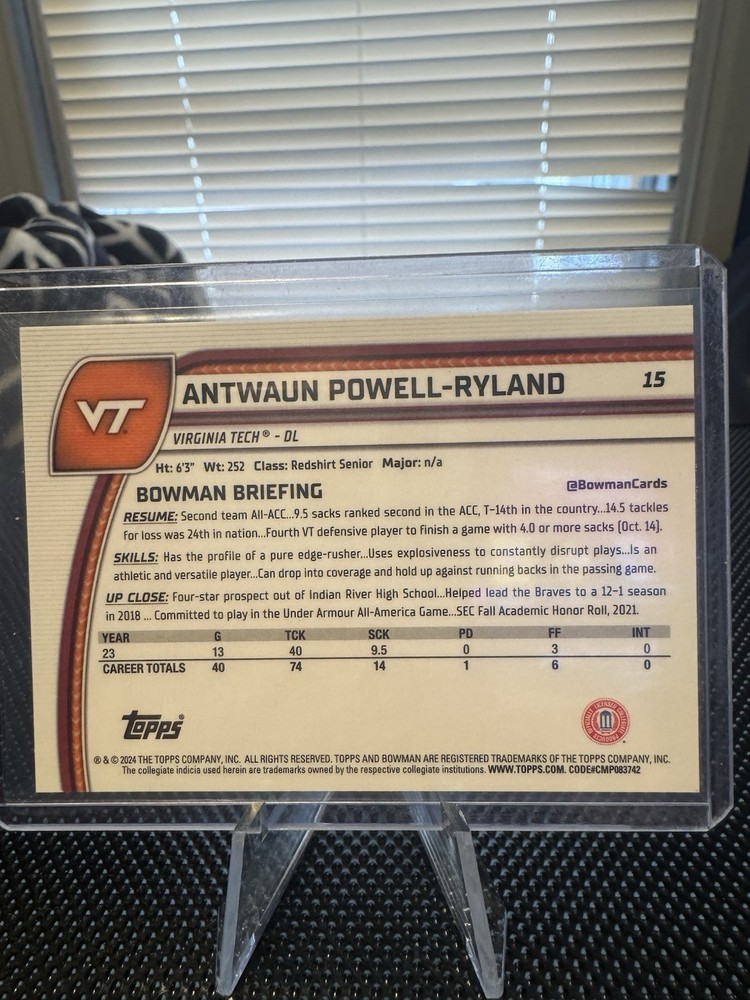 VT
ANTWAUN POWELL-RYLAND 15
VIRGINIA TECH® - DL
Ht: 6'3" Wt: 252 Class: Redshirt Senior Major: n/a
BOWMAN BRIEFING @BowmanCards
RESUME: Second team All-ACC...9.5 sacks ranked second in the ACC, T-14th in the country...14.5 tackles
for loss was 24th in nation...Fourth VT defensive player to finish a game with 4.0 or more sacks (Oct. 14).
SKILLS: Has the profile of a pure edge-rusher...Uses explosiveness to constantly disrupt plays...Is an
athletic and versatile player...Can drop into coverage and hold up against running backs in the passing game.
UP CLOSE: Four-star prospect out of Indian River High School...Helped lead the Braves to a 12-1 season
in 2018 ... Committed to play in the Under Armour All-America Game...SEC Fall Academic Honor Roll, 2021.
YEAR G TCK SCK PD FF INT
23 13 40 9.5 0 3 0
CAREER TOTALS 40 74 14 1 6 0
topps®
® & © 2024 THE TOPPS COMPANY, INC. ALL RIGHTS RESERVED. TOPPS AND BOWMAN ARE REGISTERED TRADEMARKS OF THE TOPPS COMPANY, INC.
The collegiate indicia used herein are trademarks owned by the respective collegiate institutions. WWW.TOPPS.COM. CODE#CMP083742